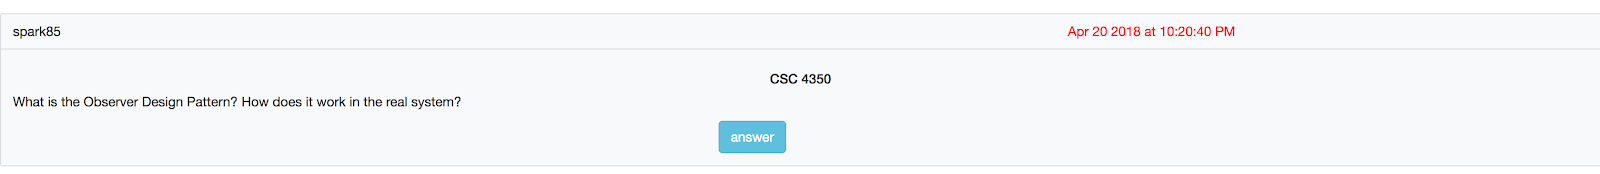 spark85 Apr 20 2018 at 10:20:40 PM
CSC 4350
What is the Observer Design Pattern? How does it work in the real system?
answer